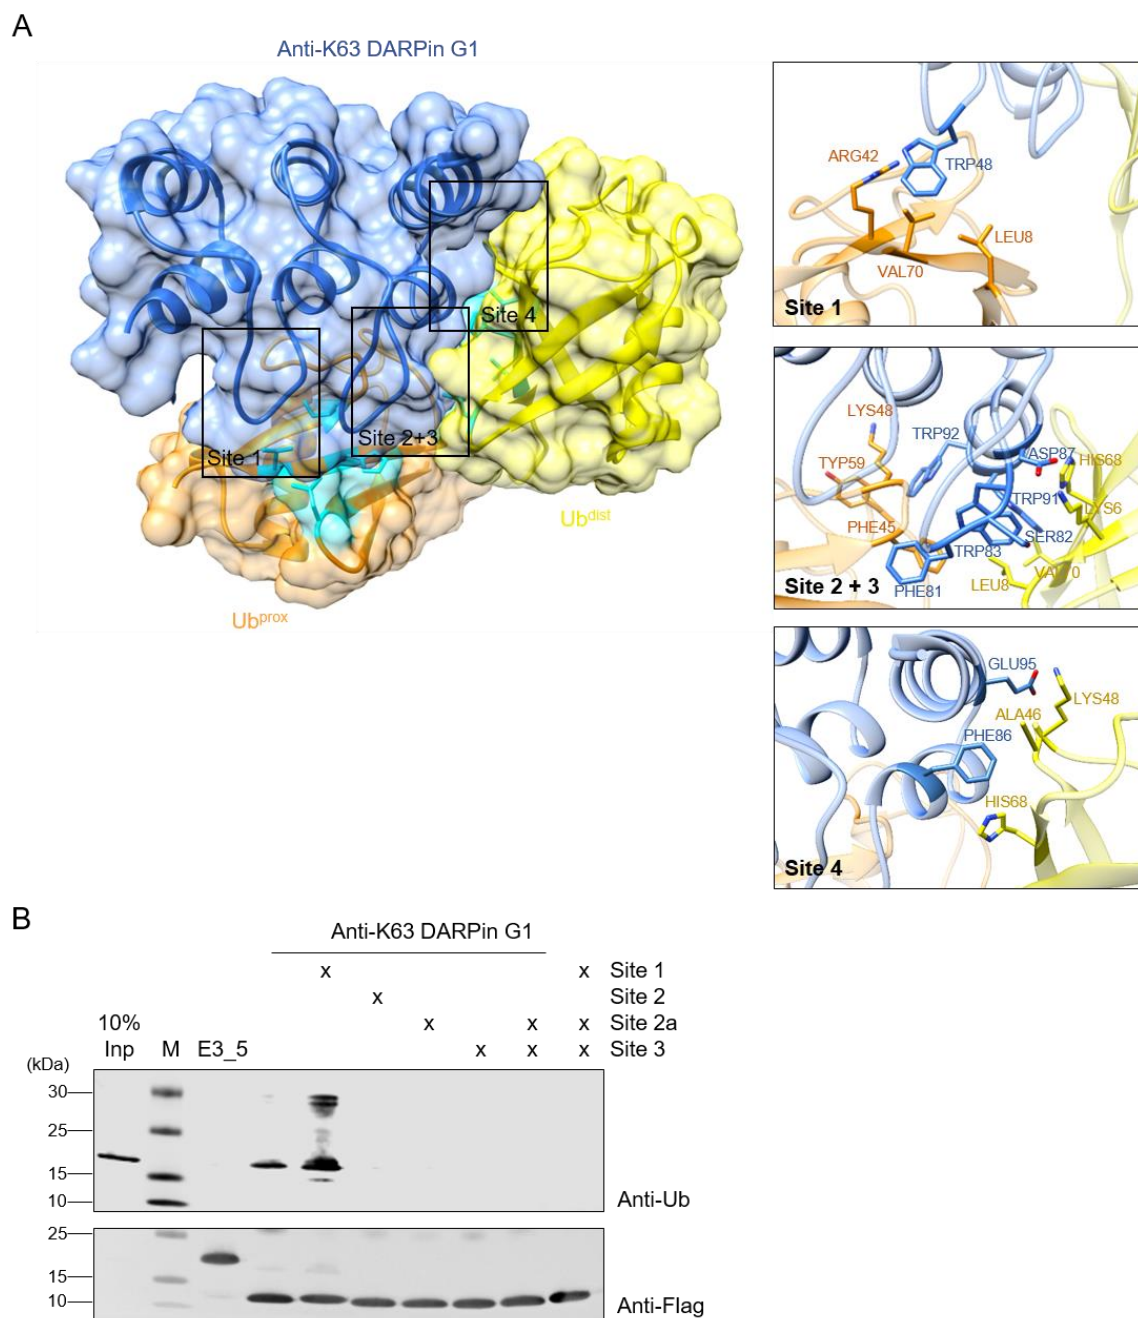 A
Anti-K63 DARPin G1
Site 4
Site 2+3
Site 1
Ub^dist
Ub^prox
ARG42
TRP48
LEU8
VAL70
Site 1
LYS48
TRP92
ASP87
HIS68
TYP59
TRP91
LYS6
PHE45
SER82
TRP83
VAL70
LEU8
PHE81
Site 2 + 3
GLU95
LYS48
ALA46
PHE86
HIS68
Site 4
B
Anti-K63 DARPin G1
x x Site 1
x Site 2
10% x x x Site 2a
(kDa) Inp M E3_5 x x x Site 3
30
25
15
10
Anti-Ub
25
15
10
Anti-Flag